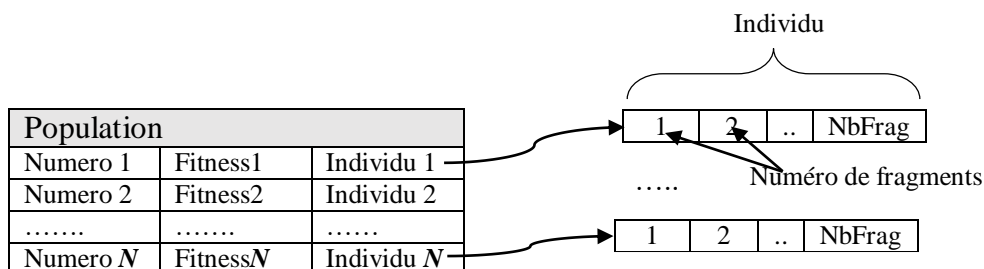 Individu
Population
Numero 1 Fitness1 Individu 1
Numero 2 Fitness2 Individu 2
……. ……. ……
Numero N FitnessN Individu N
1 2 .. NbFrag
Numéro de fragments
…..
1 2 .. NbFrag